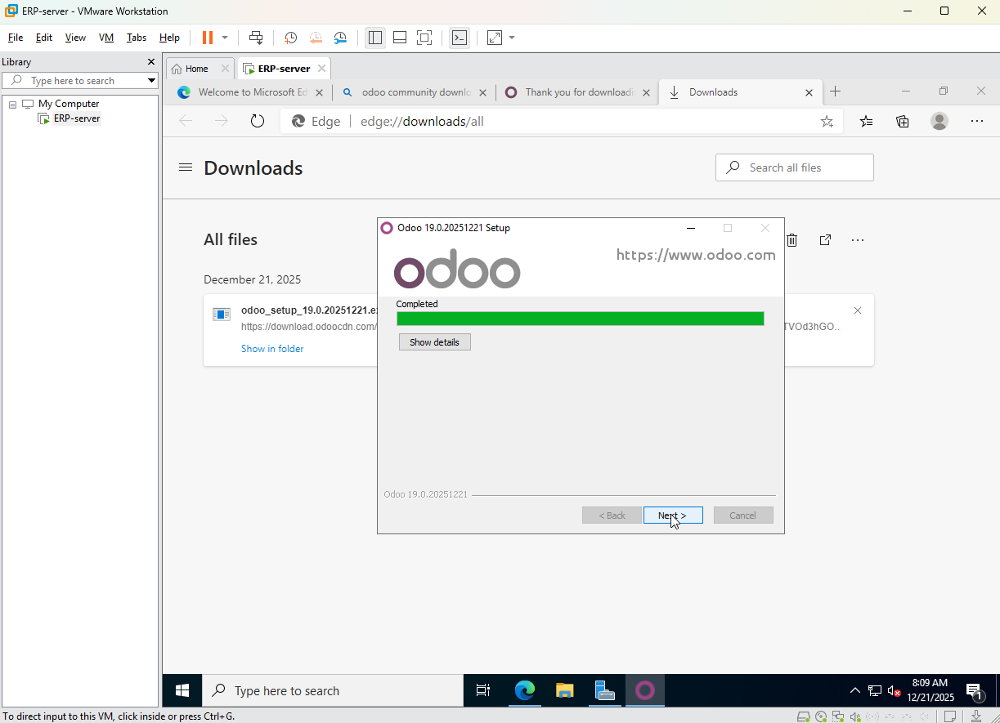 ERP-server - VMware Workstation
File Edit View VM Tabs Help
Library
Type here to search
My Computer
ERP-server
Home
ERP-server
Welcome to Microsoft Ed
odoo community downlo
Thank you for downloadi
Downloads
Edge
edge://downloads/all
Downloads
Search all files
All files
December 21, 2025
odoo_setup_19.0.20251221.e
https://download.odoocdn.com/
TVOd3hGO...
Show in folder
Odoo 19.0.20251221 Setup
odoo
https://www.odoo.com
Completed
Show details
Odoo 19.0.20251221
< Back
Next >
Cancel
Type here to search
8:09 AM
12/21/2025
1
To direct input to this VM, click inside or press Ctrl+G.